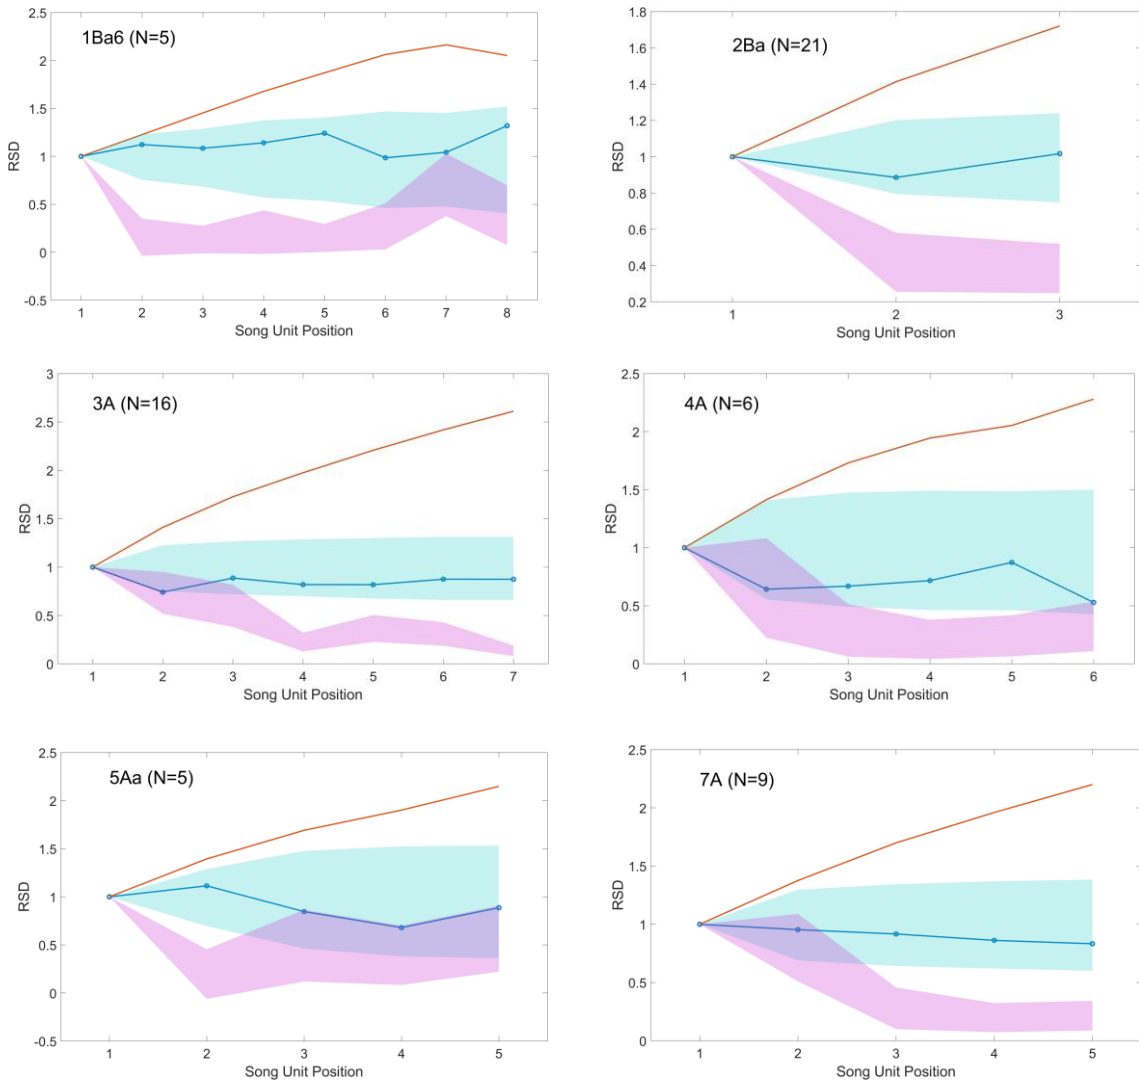 1Ba6 (N=5)
2.5
2
1.5
1
0.5
0
-0.5
RSD
1 2 3 4 5 6 7 8
Song Unit Position
2Ba (N=21)
1.8
1.6
1.4
1.2
1
0.8
0.6
0.4
0.2
RSD
1 2 3
Song Unit Position
3A (N=16)
3
2.5
2
1.5
1
0.5
0
RSD
1 2 3 4 5 6 7
Song Unit Position
4A (N=6)
2.5
2
1.5
1
0.5
0
RSD
1 2 3 4 5 6
Song Unit Position
5Aa (N=5)
2.5
2
1.5
1
0.5
0
-0.5
RSD
1 2 3 4 5
Song Unit Position
7A (N=9)
2.5
2
1.5
1
0.5
0
RSD
1 2 3 4 5
Song Unit Position